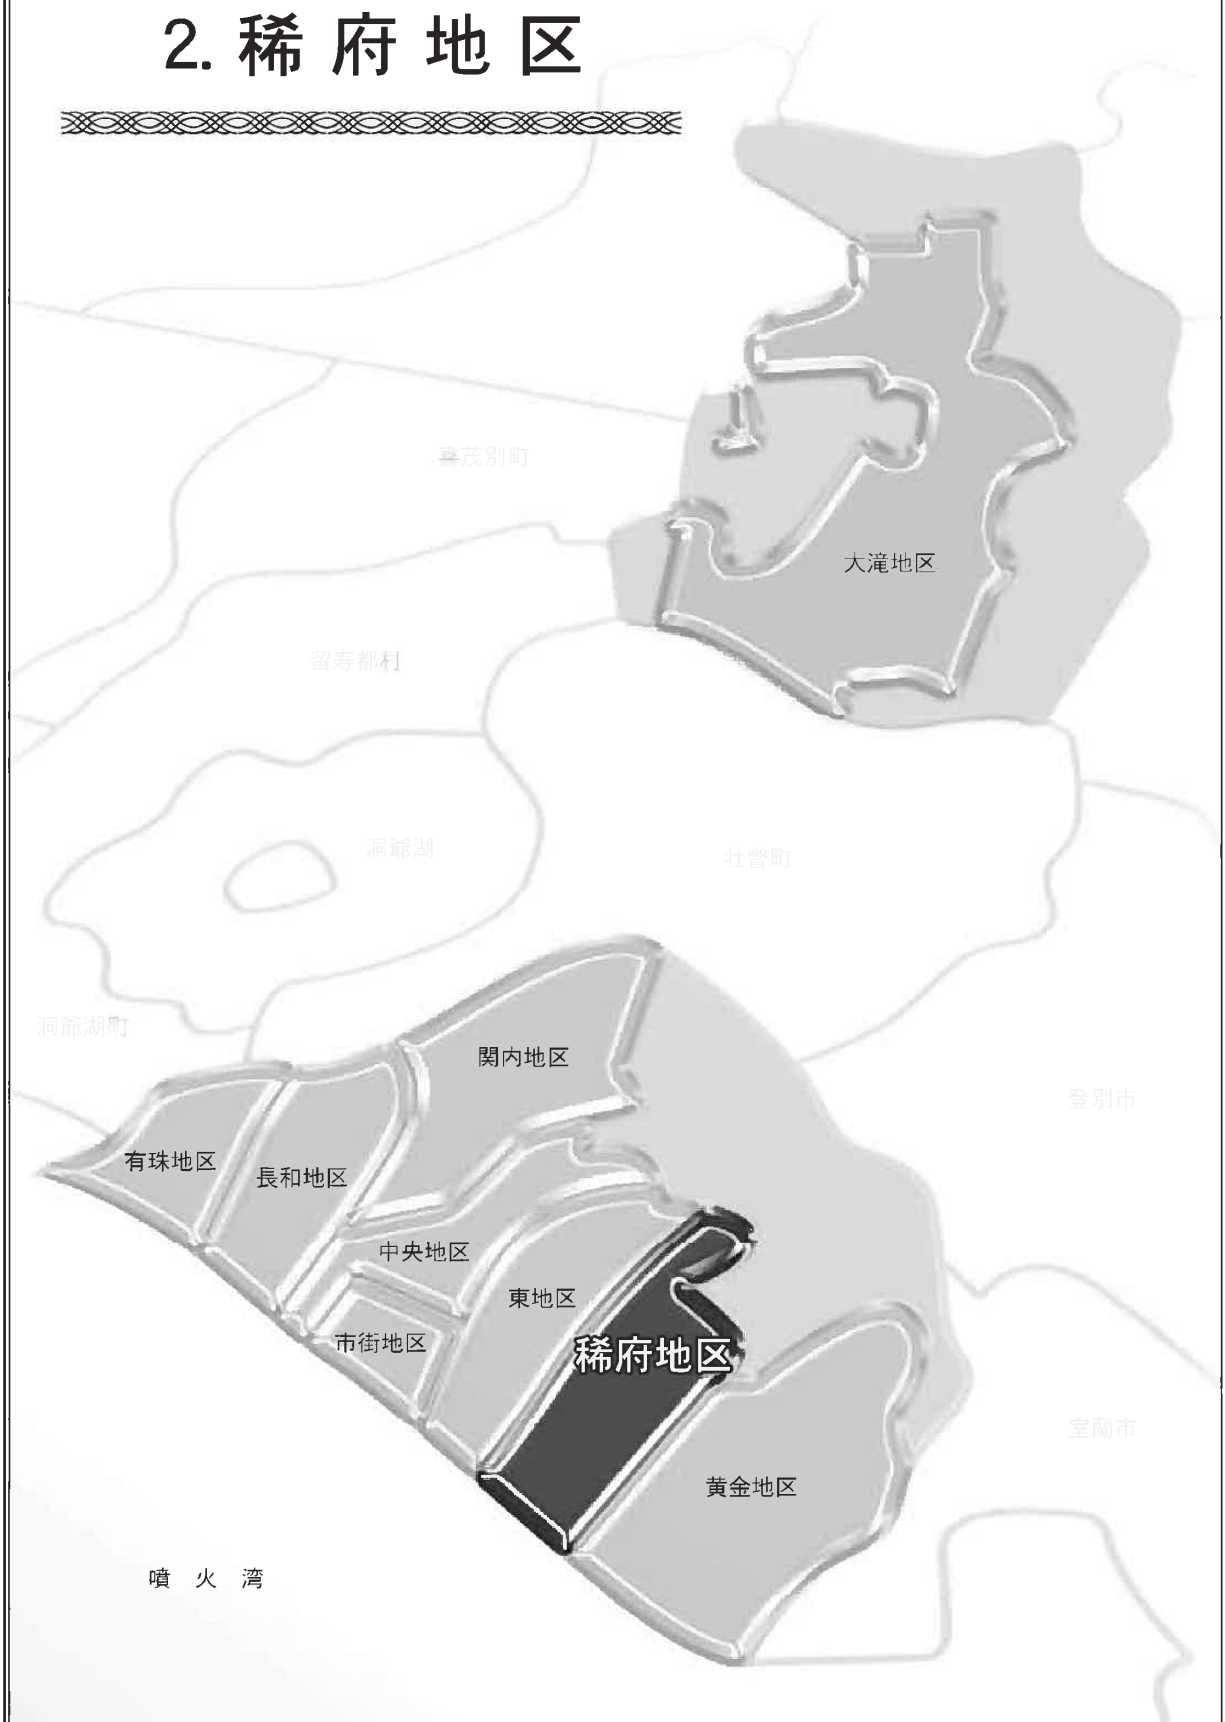 2. 稀府地区
喜茂別町
大滝地区
留寿都村
洞爺湖
壮瞥町
洞爺湖町
関内地区
登別市
有珠地区
長和地区
中央地区
東地区
市街地区
稀府地区
室蘭市
黄金地区
噴火湾